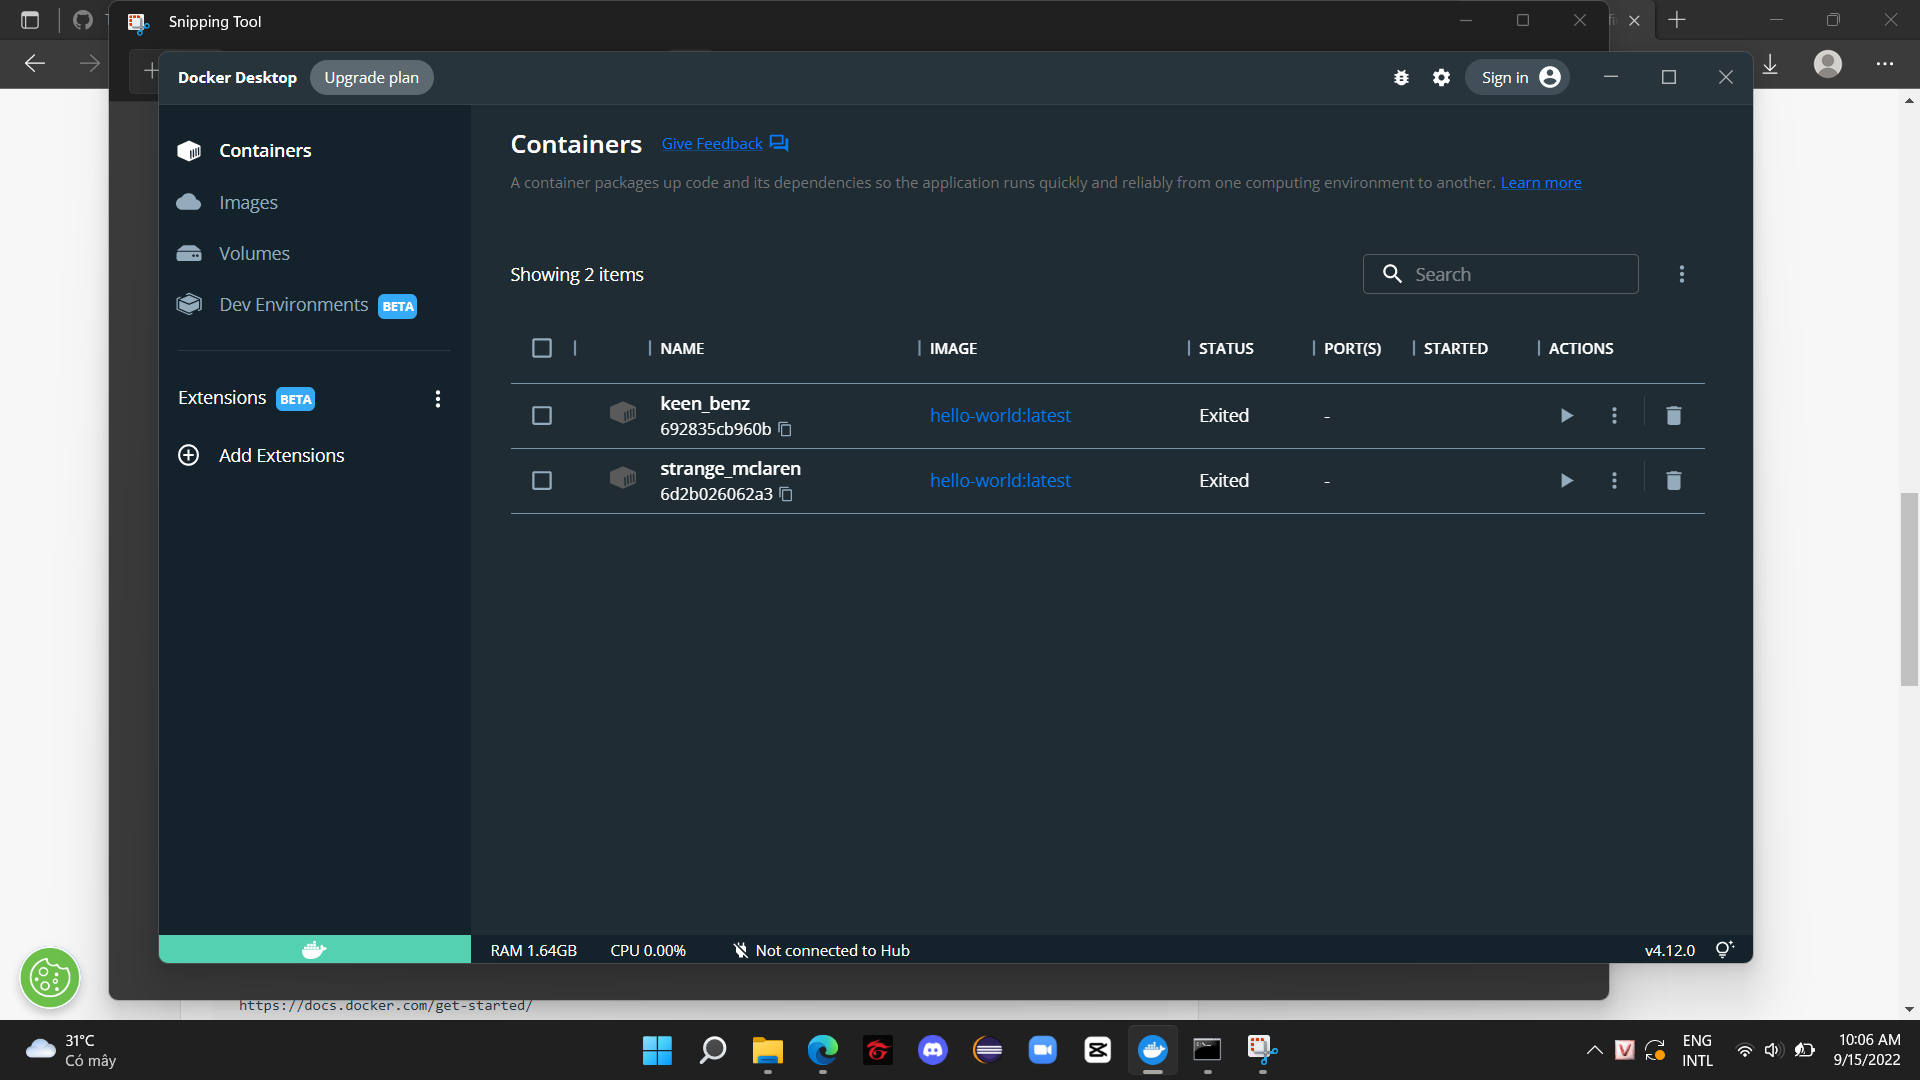 Snipping Tool
Docker Desktop
Upgrade plan
Sign in
Containers
Images
Volumes
Dev Environments BETA
Extensions BETA
Add Extensions
Containers
Give Feedback
A container packages up code and its dependencies so the application runs quickly and reliably from one computing environment to another. Learn more
Showing 2 items
Search
NAME IMAGE STATUS PORT(S) STARTED ACTIONS
keen_benz
692835cb960b
hello-world:latest Exited -
strange_mclaren
6d2b026062a3
hello-world:latest Exited -
RAM 1.64GB CPU 0.00% Not connected to Hub v4.12.0
https://docs.docker.com/get-started/
31°C
Có mây
ENG
INTL
10:06 AM
9/15/2022